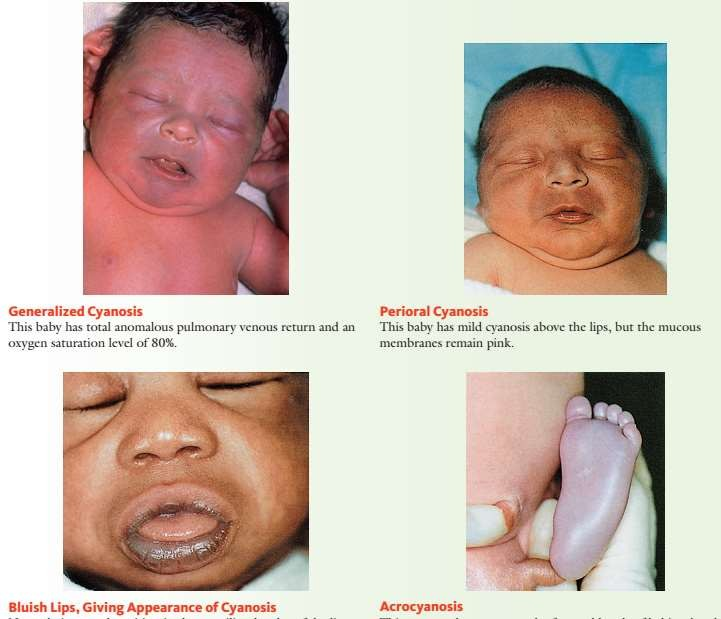 Generalized Cyanosis
This baby has total anomalous pulmonary venous return and an
oxygen saturation level of 80%.
Perioral Cyanosis
This baby has mild cyanosis above the lips, but the mucous
membranes remain pink.
Bluish Lips, Giving Appearance of Cyanosis
Acrocyanosis